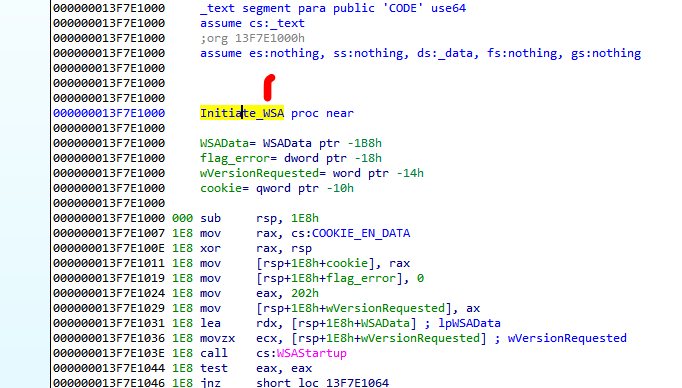 000000013F7E1000 _text segment para public 'CODE' use64
000000013F7E1000 assume cs:_text
000000013F7E1000 ;org 13F7E1000h
000000013F7E1000 assume es:nothing, ss:nothing, ds:_data, fs:nothing, gs:nothing
000000013F7E1000
000000013F7E1000
000000013F7E1000
000000013F7E1000 Initiate_WSA proc near
000000013F7E1000
000000013F7E1000 WSAData= WSAData ptr -1B8h
000000013F7E1000 flag_error= dword ptr -18h
000000013F7E1000 wVersionRequested= word ptr -14h
000000013F7E1000 cookie= qword ptr -10h
000000013F7E1000
000000013F7E1000 000 sub rsp, 1E8h
000000013F7E1007 1E8 mov rax, cs:COOKIE_EN_DATA
000000013F7E100E 1E8 xor rax, rsp
000000013F7E1011 1E8 mov [rsp+1E8h+cookie], rax
000000013F7E1019 1E8 mov [rsp+1E8h+flag_error], 0
000000013F7E1024 1E8 mov eax, 202h
000000013F7E1029 1E8 mov [rsp+1E8h+wVersionRequested], ax
000000013F7E1031 1E8 lea rdx, [rsp+1E8h+WSAData] ; lpWSAData
000000013F7E1036 1E8 movzx ecx, [rsp+1E8h+wVersionRequested] ; wVersionRequested
000000013F7E103E 1E8 call cs:WSAStartup
000000013F7E1044 1E8 test eax, eax
000000013F7E1046 1E8 jnz short loc_13F7E1064